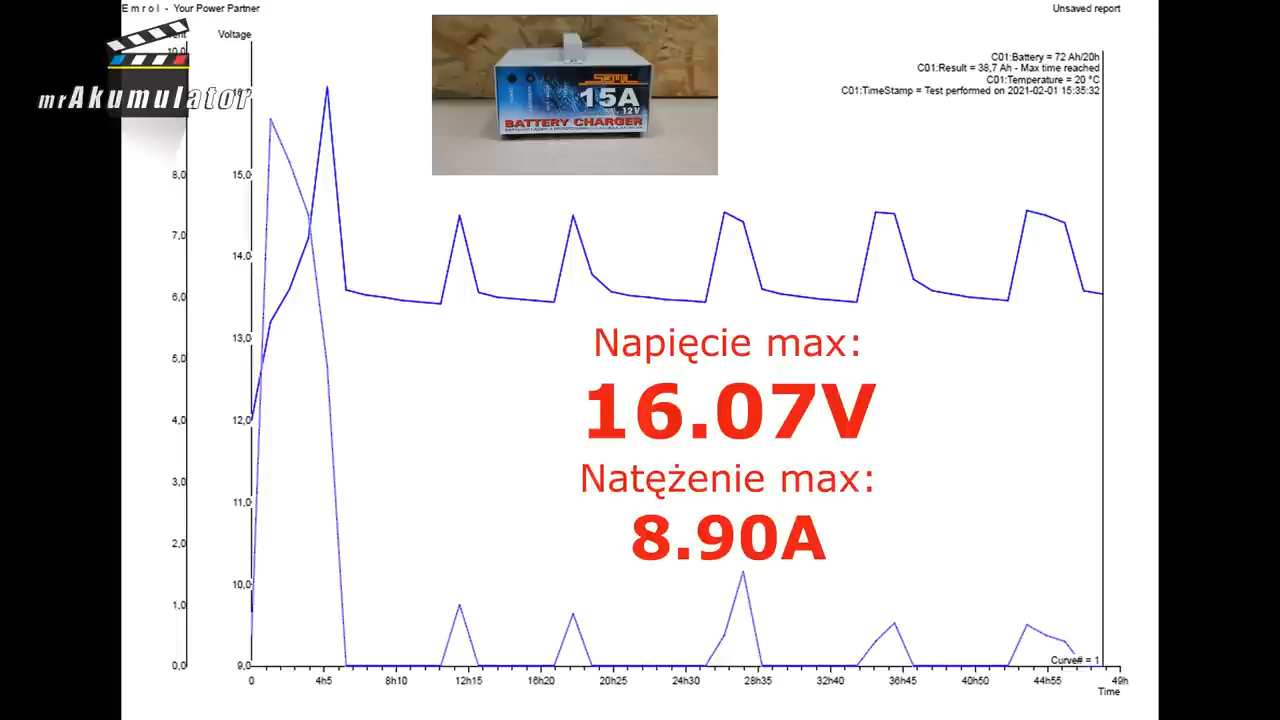 E m r o l - Your Power Partner
Unsaved report
Voltage
mrAkumulator
C01:Battery = 72 Ah/20h
C01:Result = 38,7 Ah - Max time reached
C01:Temperature = 20 °C
C01:TimeStamp = Test performed on 2021-02-01 15:35:32
15A
12V
BATTERY CHARGER
10,0
8,0
7,0
6,0
5,0
4,0
3,0
2,0
1,0
0,0
15,0
14,0
13,0
12,0
11,0
10,0
9,0
Napięcie max:
16.07V
Natężenie max:
8.90A
Curve# = 1
0 4h5 8h10 12h15 16h20 20h25 24h30 28h35 32h40 36h45 40h50 44h55 49h
Time